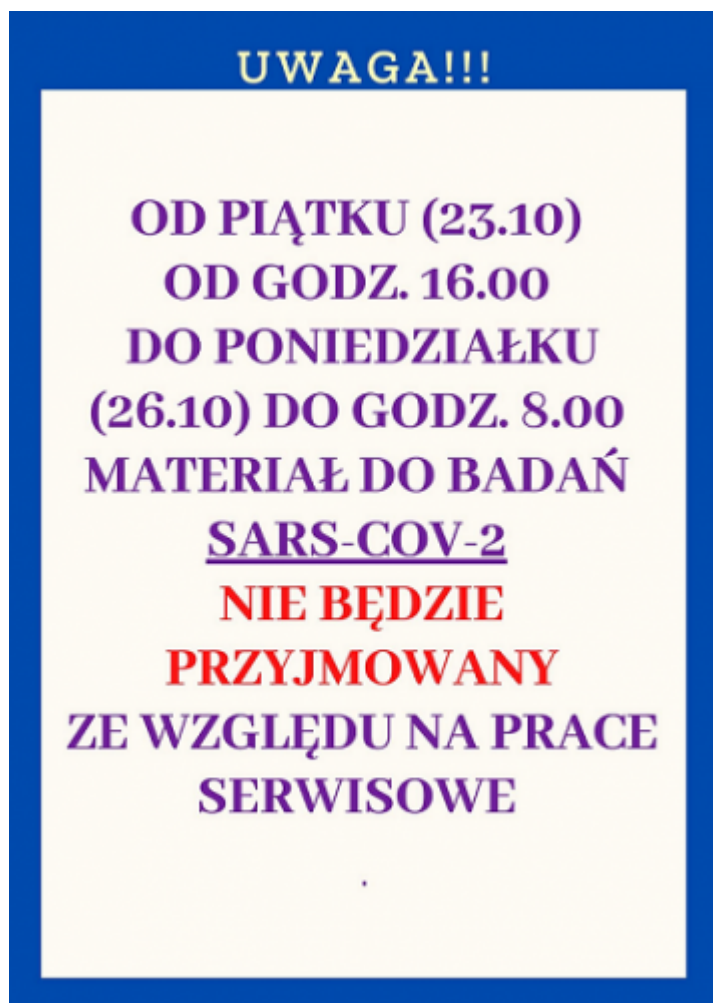 UWAGA!!!
OD PIĄTKU (23.10)
OD GODZ. 16.00
DO PONIEDZIAŁKU
(26.10) DO GODZ. 8.00
MATERIAŁ DO BADAŃ
SARS-COV-2
NIE BĘDZIE
PRZYJMOWANY
ZE WZGLĘDU NA PRACE
SERWISOWE
.